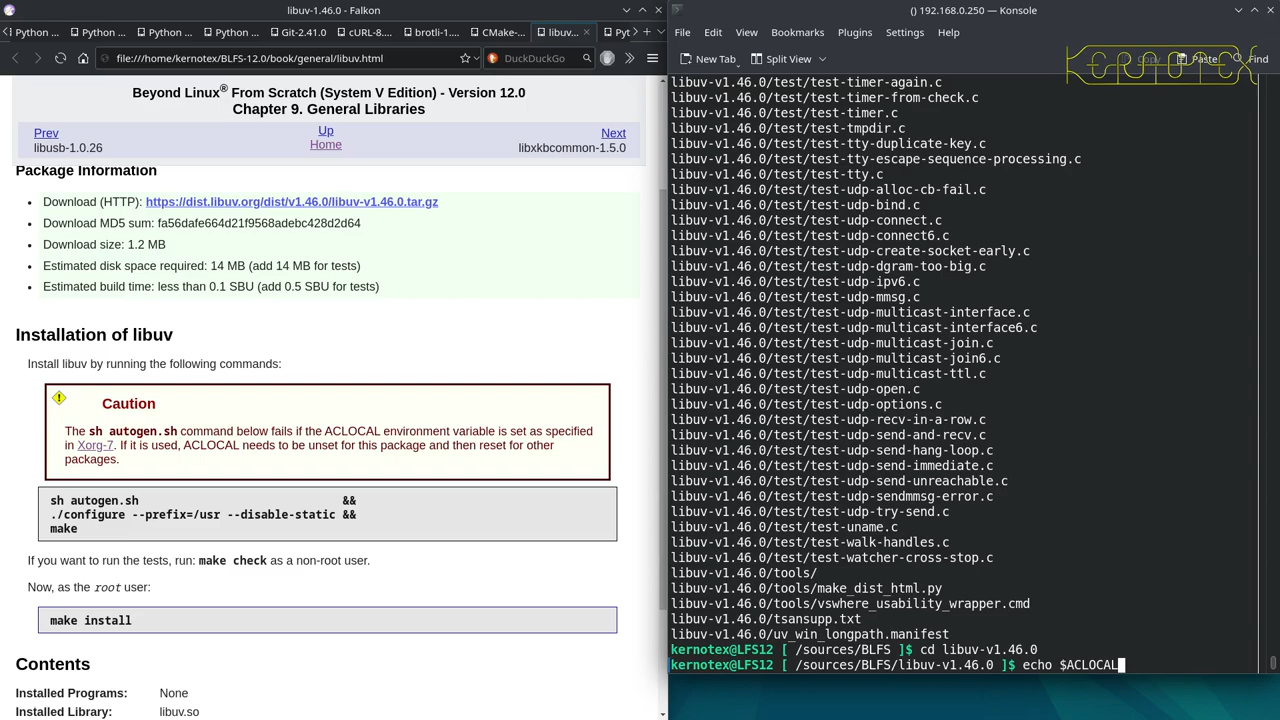 libuv-1.46.0 - Falkon
Python ...
Python ...
Python ...
Python ...
Git-2.41.0
cURL-8....
brotli-1....
CMake-...
libuv...
Pyt
file:///home/kernotex/BLFS-12.0/book/general/libuv.html
DuckDuckGo
Beyond Linux® From Scratch (System V Edition) - Version 12.0
Chapter 9. General Libraries
Prev
Up
Next
libusb-1.0.26
Home
libxkbcommon-1.5.0
Package Information
• Download (HTTP): https://dist.libuv.org/dist/v1.46.0/libuv-v1.46.0.tar.gz
• Download MD5 sum: fa56dafe664d21f9568adebc428d2d64
• Download size: 1.2 MB
• Estimated disk space required: 14 MB (add 14 MB for tests)
• Estimated build time: less than 0.1 SBU (add 0.5 SBU for tests)
Installation of libuv
Install libuv by running the following commands:
Caution
The sh autogen.sh command below fails if the ACLOCAL environment variable is set as specified
in Xorg-7. If it is used, ACLOCAL needs to be unset for this package and then reset for other
packages.
sh autogen.sh &&
./configure --prefix=/usr --disable-static &&
make
If you want to run the tests, run: make check as a non-root user.
Now, as the root user:
make install
Contents
Installed Programs: None
Installed Library: libuv.so
() 192.168.0.250 — Konsole
File Edit View Bookmarks Plugins Settings Help
New Tab Split View Copy Paste Find
KERNOTEX
libuv-v1.46.0/test/test-timer-again.c
libuv-v1.46.0/test/test-timer-from-check.c
libuv-v1.46.0/test/test-timer.c
libuv-v1.46.0/test/test-tmpdir.c
libuv-v1.46.0/test/test-tty-duplicate-key.c
libuv-v1.46.0/test/test-tty-escape-sequence-processing.c
libuv-v1.46.0/test/test-tty.c
libuv-v1.46.0/test/test-udp-alloc-cb-fail.c
libuv-v1.46.0/test/test-udp-bind.c
libuv-v1.46.0/test/test-udp-connect.c
libuv-v1.46.0/test/test-udp-connect6.c
libuv-v1.46.0/test/test-udp-create-socket-early.c
libuv-v1.46.0/test/test-udp-dgram-too-big.c
libuv-v1.46.0/test/test-udp-ipv6.c
libuv-v1.46.0/test/test-udp-mmsg.c
libuv-v1.46.0/test/test-udp-multicast-interface.c
libuv-v1.46.0/test/test-udp-multicast-interface6.c
libuv-v1.46.0/test/test-udp-multicast-join.c
libuv-v1.46.0/test/test-udp-multicast-join6.c
libuv-v1.46.0/test/test-udp-multicast-ttl.c
libuv-v1.46.0/test/test-udp-open.c
libuv-v1.46.0/test/test-udp-options.c
libuv-v1.46.0/test/test-udp-recv-in-a-row.c
libuv-v1.46.0/test/test-udp-send-and-recv.c
libuv-v1.46.0/test/test-udp-send-hang-loop.c
libuv-v1.46.0/test/test-udp-send-immediate.c
libuv-v1.46.0/test/test-udp-send-unreachable.c
libuv-v1.46.0/test/test-udp-sendmmsg-error.c
libuv-v1.46.0/test/test-udp-try-send.c
libuv-v1.46.0/test/test-uname.c
libuv-v1.46.0/test/test-walk-handles.c
libuv-v1.46.0/test/test-watcher-cross-stop.c
libuv-v1.46.0/tools/
libuv-v1.46.0/tools/make_dist_html.py
libuv-v1.46.0/tools/vswhere_usability_wrapper.cmd
libuv-v1.46.0/tsansupp.txt
libuv-v1.46.0/uv_win_longpath.manifest
kernotex@LFS12 [ /sources/BLFS ]$ cd libuv-v1.46.0
kernotex@LFS12 [ /sources/BLFS/libuv-v1.46.0 ]$ echo $ACLOCAL